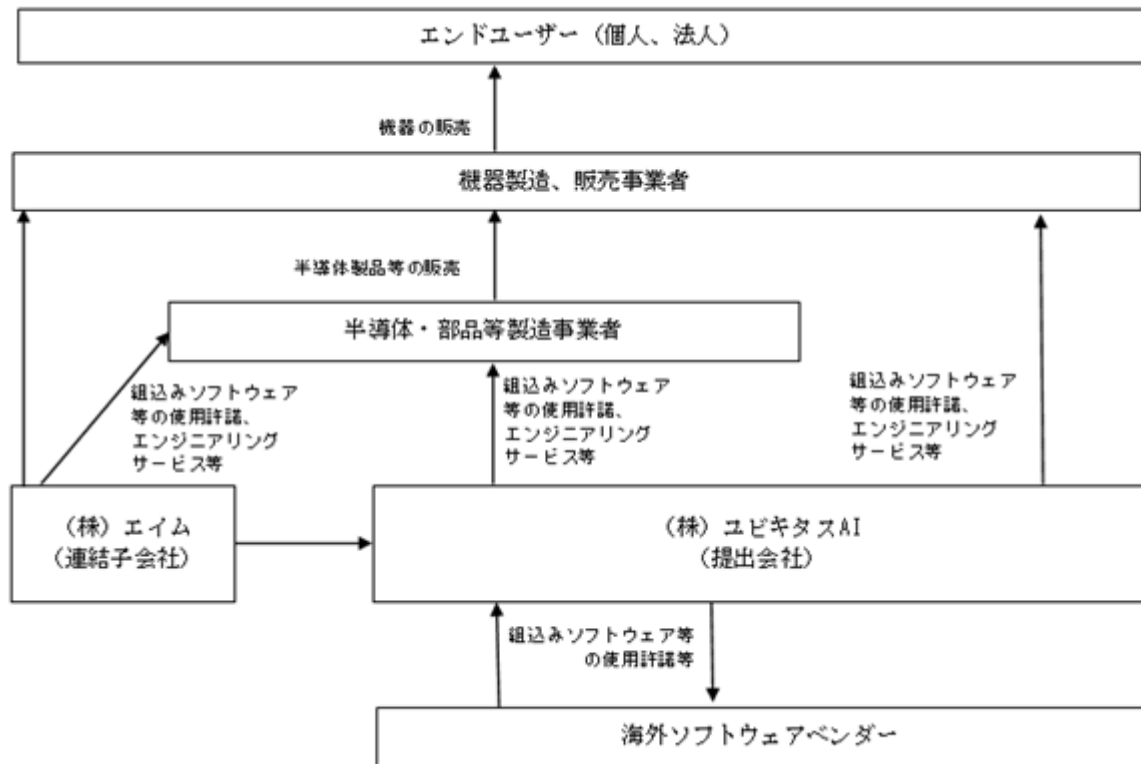 エンドユーザー（個人、法人）
機器の販売
機器製造、販売事業者
半導体製品等の販売
半導体・部品等製造事業者
組込みソフトウェア
等の使用許諾、
エンジニアリング
サービス等
組込みソフトウェア
等の使用許諾、
エンジニアリング
サービス等
組込みソフトウェア
等の使用許諾、
エンジニアリング
サービス等
（株）エイム
（連結子会社）
（株）ユビキタスAI
（提出会社）
組込みソフトウェア等
の使用許諾等
海外ソフトウェアベンダー